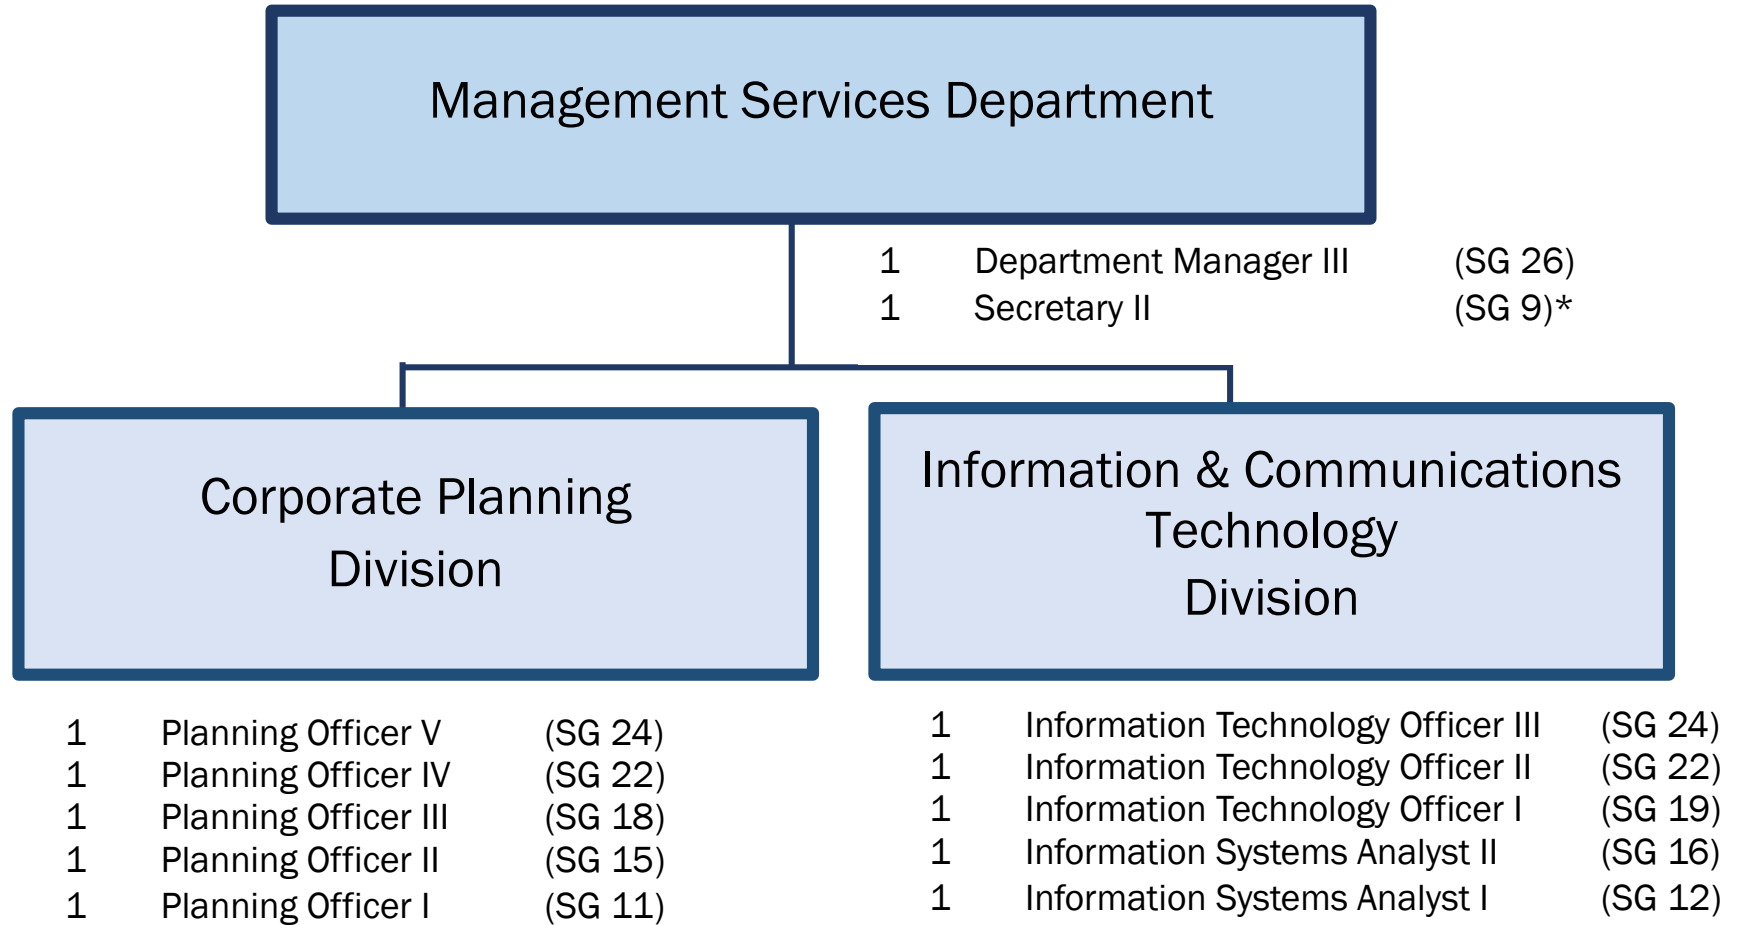 Management Services Department
1 Department Manager III (SG 26)
1 Secretary II (SG 9)*
Corporate Planning
Division
1 Planning Officer V (SG 24)
1 Planning Officer IV (SG 22)
1 Planning Officer III (SG 18)
1 Planning Officer II (SG 15)
1 Planning Officer I (SG 11)
Information & Communications
Technology
Division
1 Information Technology Officer III (SG 24)
1 Information Technology Officer II (SG 22)
1 Information Technology Officer I (SG 19)
1 Information Systems Analyst II (SG 16)
1 Information Systems Analyst I (SG 12)